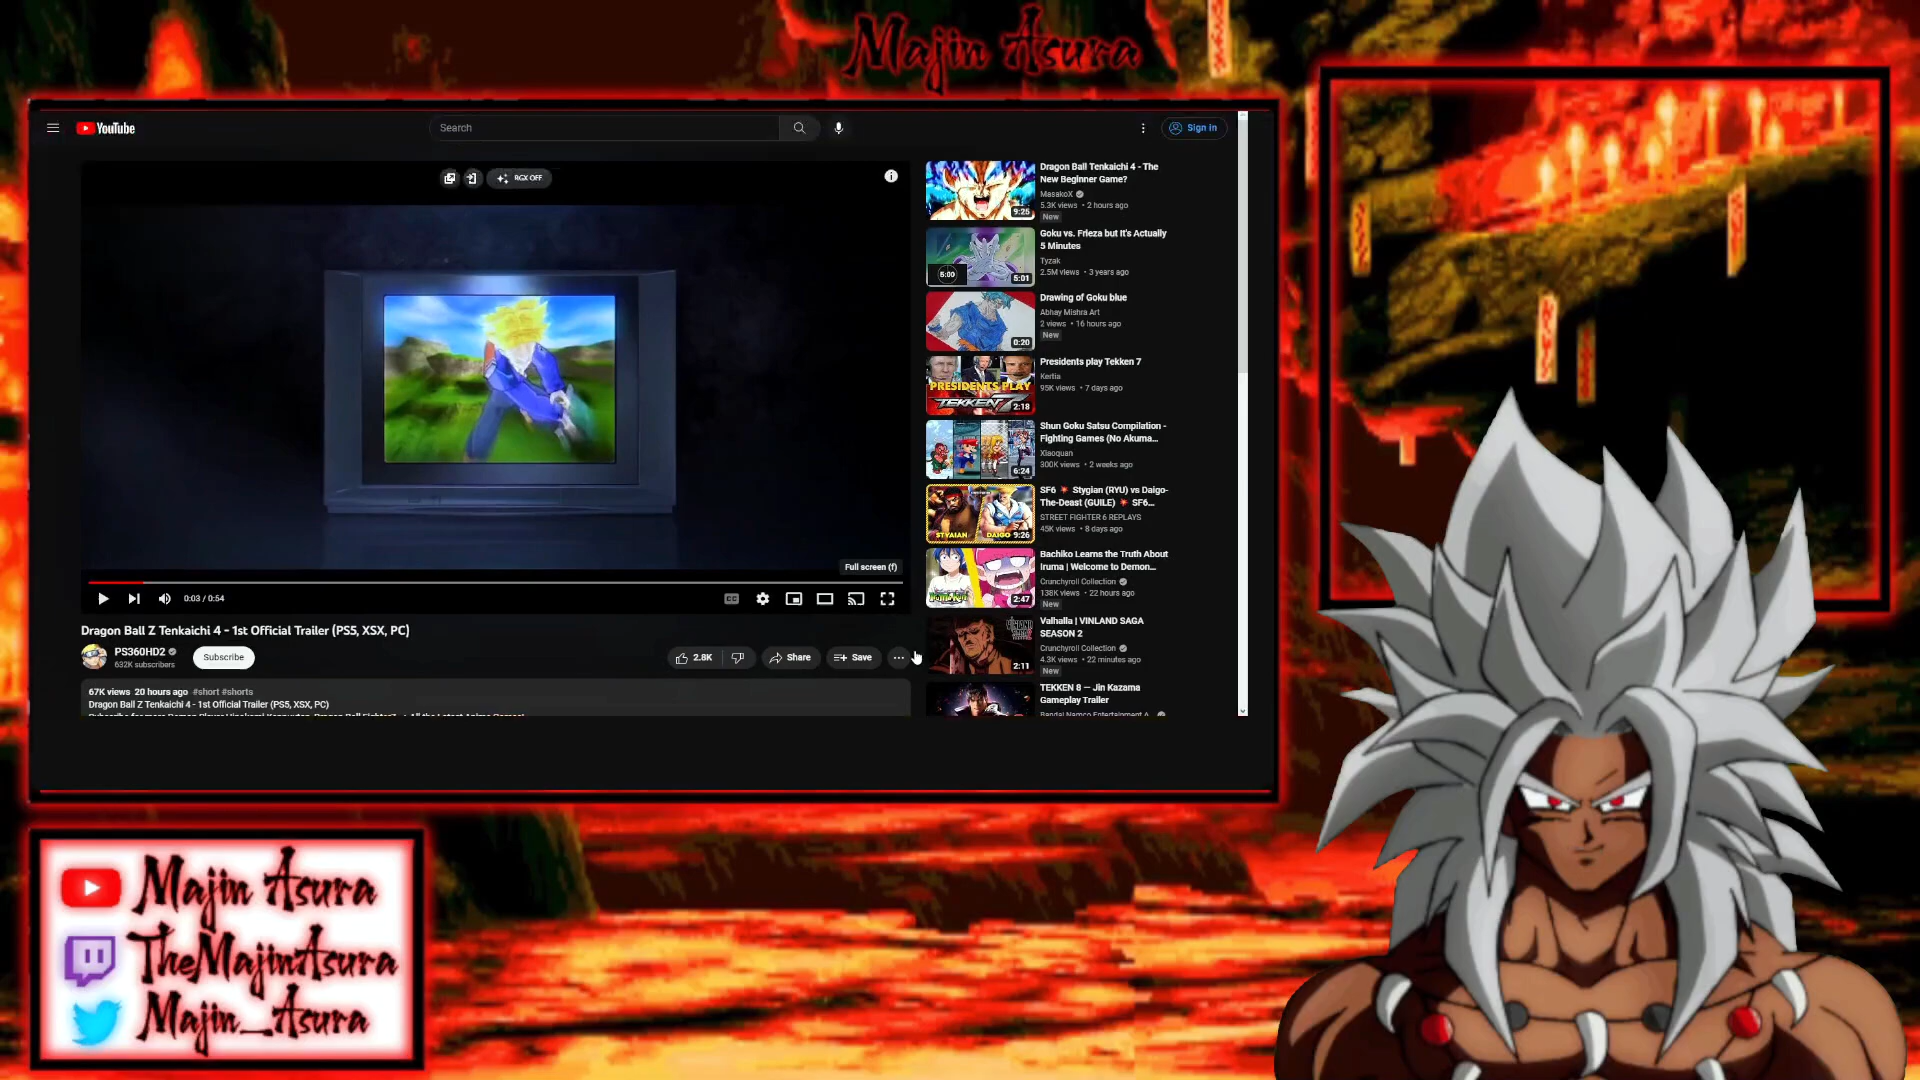 Majin Asura
YouTube
Search
Sign in
RGX OFF
Full screen (f)
0:03 / 0:54
CC
Dragon Ball Z Tenkaichi 4 - 1st Official Trailer (PS5, XSX, PC)
PS360HD2
632K subscribers
Subscribe
2.8K
Share
Save
67K views 20 hours ago #short #shorts
Dragon Ball Z Tenkaichi 4 - 1st Official Trailer (PS5, XSX, PC)
9:25
Dragon Ball Tenkaichi 4 - The
New Beginner Game?
MasakoX
5.3K views • 2 hours ago
New
5:00
5:01
Goku vs. Frieza but It's Actually
5 Minutes
Tyzak
2.5M views • 3 years ago
0:20
Drawing of Goku blue
Abhay Mishra Art
2 views • 16 hours ago
New
PRESIDENTS PLAY
TEKKEN 7
2:18
Presidents play Tekken 7
Kertia
95K views • 7 days ago
6:24
Shun Goku Satsu Compilation -
Fighting Games (No Akuma...
Xiaoquan
300K views • 2 weeks ago
DAIGO
9:26
SF6 Stygian (RYU) vs Daigo-
The-Beast (GUILE) SF6...
STREET FIGHTER 6 REPLAYS
45K views • 8 days ago
2:47
Bachiko Learns the Truth About
Iruma | Welcome to Demon...
Crunchyroll Collection
138K views • 22 hours ago
New
2:11
Valhalla | VINLAND SAGA
SEASON 2
Crunchyroll Collection
4.3K views • 22 minutes ago
New
TEKKEN 8 — Jin Kazama
Gameplay Trailer
Bandai Namco Entertainment A...
Majin Asura
TheMajinAsura
Majin_Asura